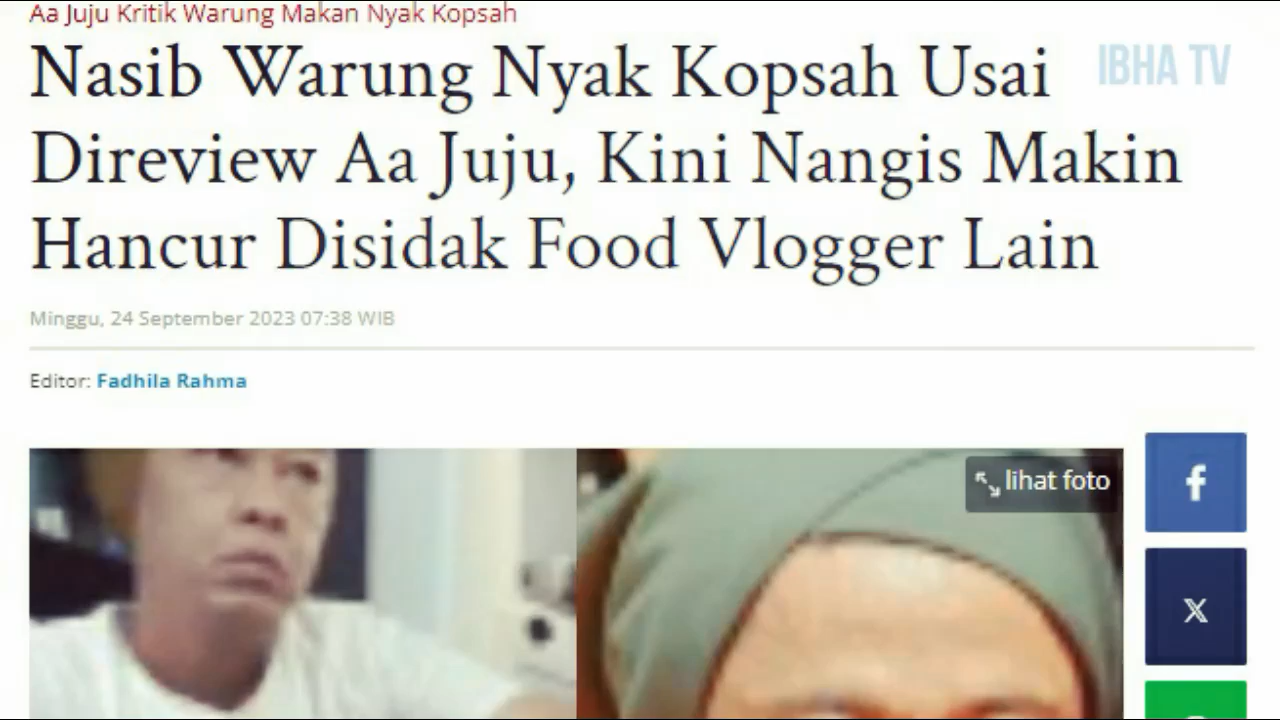 Aa Juju Kritik Warung Makan Nyak Kopsah
Nasib Warung Nyak Kopsah Usai
IBHA TV
Direview Aa Juju, Kini Nangis Makin
Hancur Disidak Food Vlogger Lain
Minggu, 24 September 2023 07:38 WIB
Editor: Fadhila Rahma
lihat foto